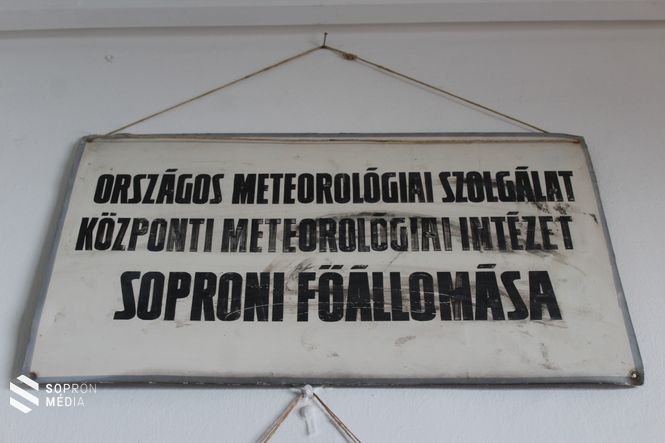 ORSZÁGOS METEOROLÓGIAI SZOLGÁLAT
KÖZPONTI METEOROLÓGIAI INTÉZET
SOPRONI FŐÁLLOMÁSA
SOPRON
MÉDIA